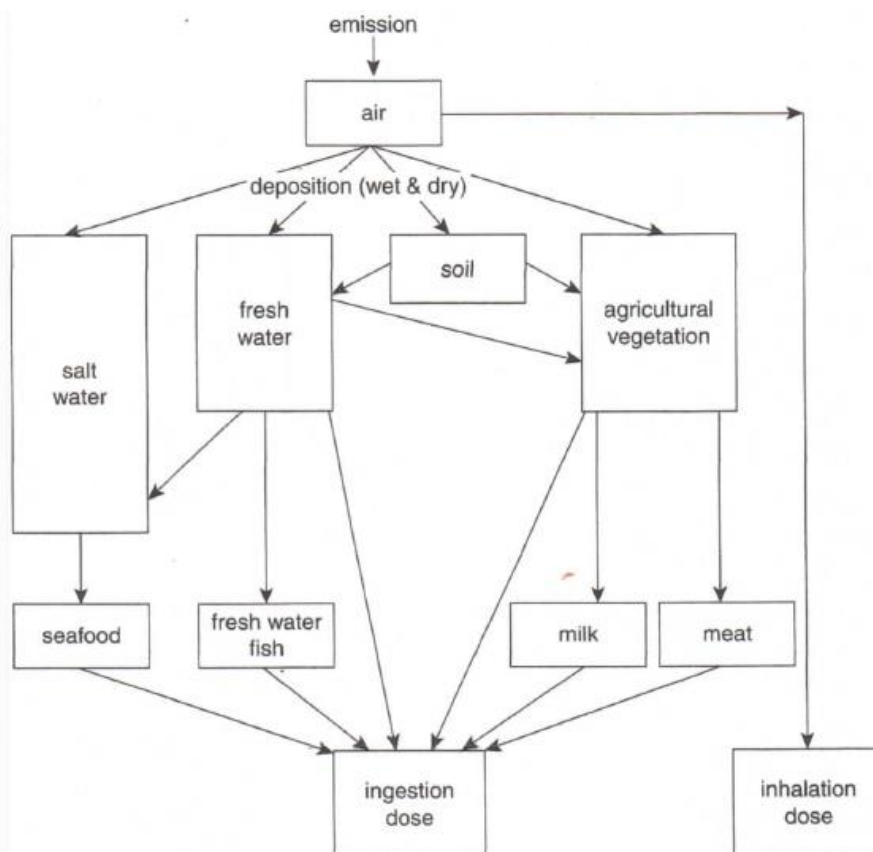 emission
air
deposition (wet & dry)
soil
fresh
water
agricultural
vegetation
salt
water
seafood
fresh water
fish
milk
meat
ingestion
dose
inhalation
dose